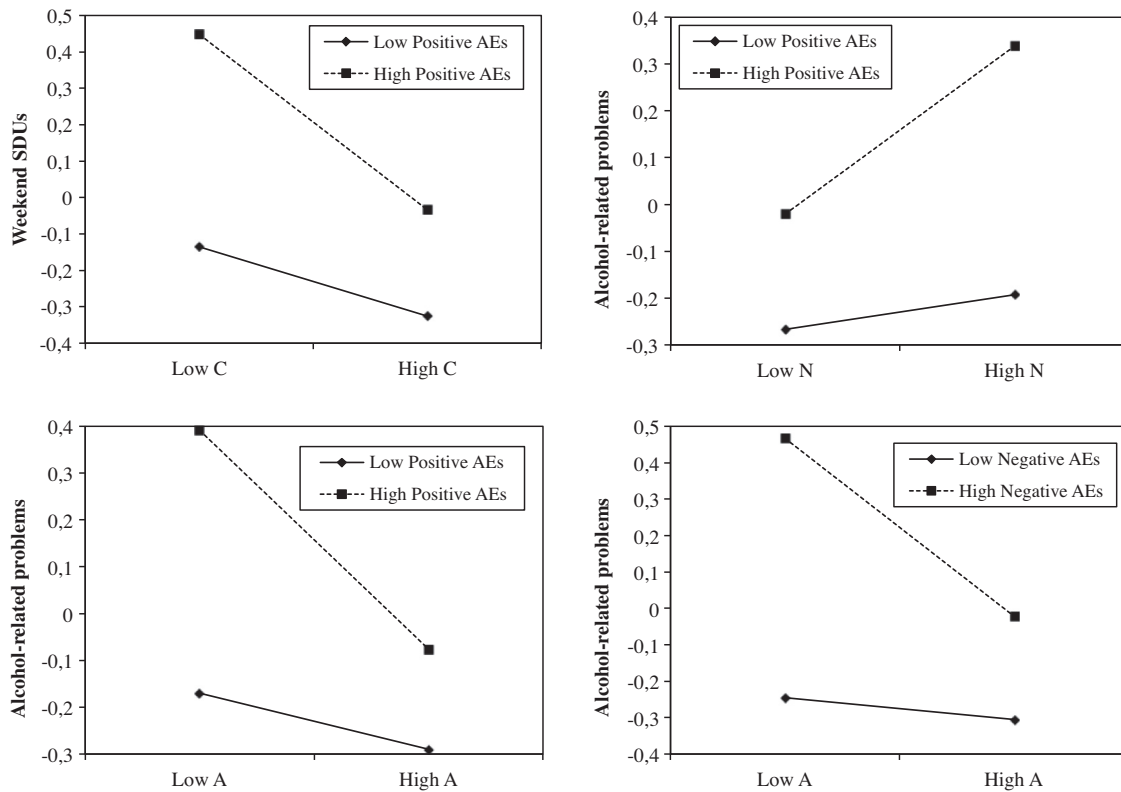 0,5
0,4
0,3
0,2
0,1
0
-0,1
-0,2
-0,3
-0,4
Weekend SDUs
Low Positive AEs
High Positive AEs
Low C
High C
0,4
0,3
0,2
0,1
0
-0,1
-0,2
-0,3
Alcohol-related problems
Low Positive AEs
High Positive AEs
Low N
High N
0,4
0,3
0,2
0,1
0
-0,1
-0,2
-0,3
Alcohol-related problems
Low Positive AEs
High Positive AEs
Low A
High A
0,5
0,4
0,3
0,2
0,1
0
-0,1
-0,2
-0,3
-0,4
Alcohol-related problems
Low Negative AEs
High Negative AEs
Low A
High A